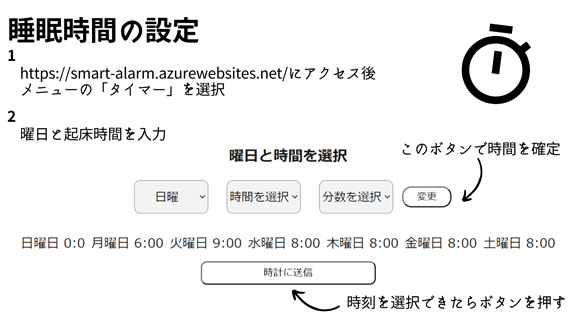 睡眠時間の設定
1
https://smart-alarm.azurewebsites.net/にアクセス後
メニューの「タイマー」を選択
2
曜日と起床時間を入力
曜日と時間を選択
このボタンで時間を確定
日曜 時間を選択 分数を選択 変更
日曜日 0:0 月曜日 6:00 火曜日 9:00 水曜日 8:00 木曜日 8:00 金曜日 8:00 土曜日 8:00
時計に送信
時刻を選択できたらボタンを押す